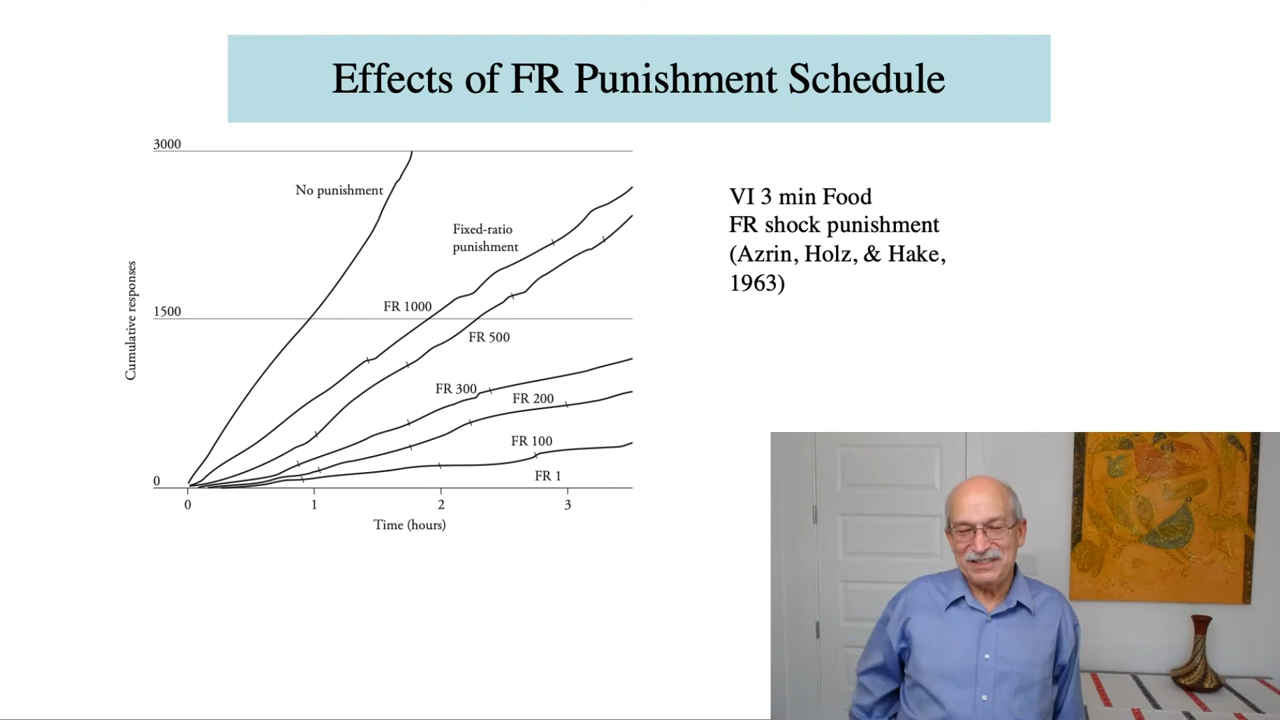 Effects of FR Punishment Schedule
3000
No punishment
Fixed-ratio
punishment
FR 1000
1500
FR 500
FR 300
FR 200
FR 100
FR 1
0
0 1 2 3
Time (hours)
Cumulative responses
VI 3 min Food
FR shock punishment
(Azrin, Holz, & Hake,
1963)